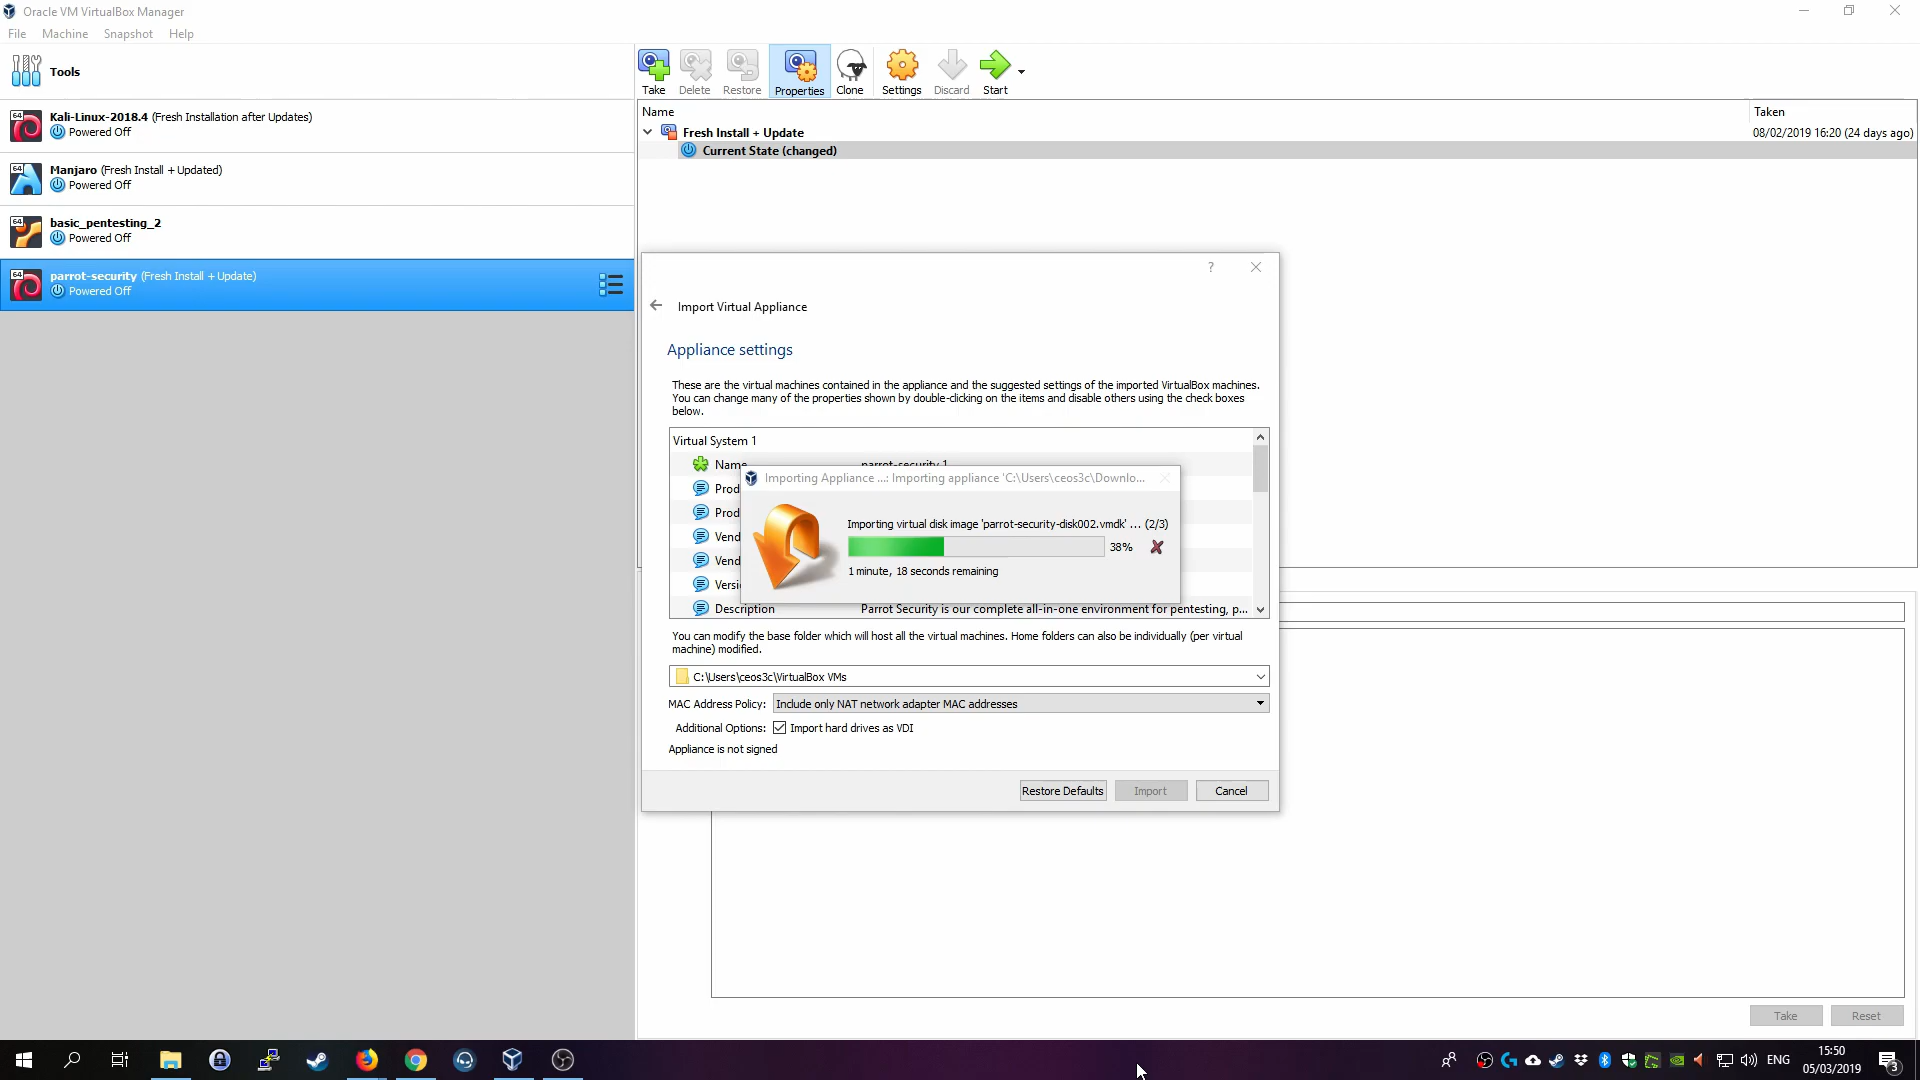 Oracle VM VirtualBox Manager
File Machine Snapshot Help
Tools
64 Kali-Linux-2018.4 (Fresh Installation after Updates)
Powered Off
64 Manjaro (Fresh Install + Updated)
Powered Off
64 basic_pentesting_2
Powered Off
64 parrot-security (Fresh Install + Update)
Powered Off
Take Delete Restore Properties Clone Settings Discard Start
Name Taken
Fresh Install + Update 08/02/2019 16:20 (24 days ago)
Current State (changed)
?
Import Virtual Appliance
Appliance settings
These are the virtual machines contained in the appliance and the suggested settings of the imported VirtualBox machines.
You can change many of the properties shown by double-clicking on the items and disable others using the check boxes
below.
Virtual System 1
Name parrot-security 1
Prod
Prod
Vend
Vend
Versi
Description Parrot Security is our complete all-in-one environment for pentesting, p...
Importing Appliance ...: Importing appliance 'C:\Users\ceos3c\Downlo...
Importing virtual disk image 'parrot-security-disk002.vmdk' ... (2/3)
38%
1 minute, 18 seconds remaining
You can modify the base folder which will host all the virtual machines. Home folders can also be individually (per virtual
machine) modified.
C:\Users\ceos3c\VirtualBox VMs
MAC Address Policy: Include only NAT network adapter MAC addresses
Additional Options: Import hard drives as VDI
Appliance is not signed
Restore Defaults Import Cancel
Take Reset
ENG
15:50
05/03/2019
3